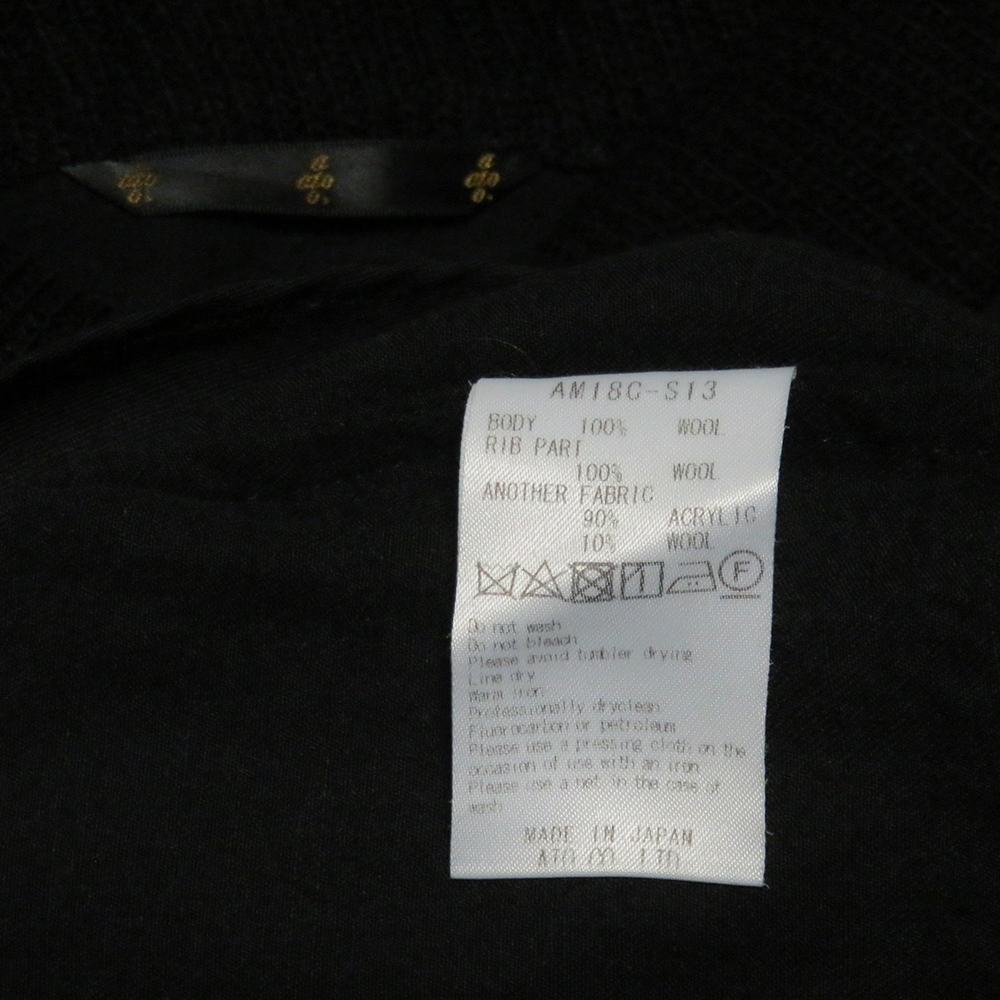 a
ato
o.
a
ato
o.
a
ato
o.
AM18C-S13
BODY 100% WOOL
RIB PART
100% WOOL
ANOTHER FABRIC
90% ACRYLIC
10% WOOL
F
Do not wash
Do not bleach
Please avoid tumbler drying
Line dry
Warm iron
Professionally dryclean
Fluorocarbon or petroleum
Please use a pressing cloth on the
occasion of use with an iron
Please use a net in the case of
wash
MADE IN JAPAN
ATO CO. LTD